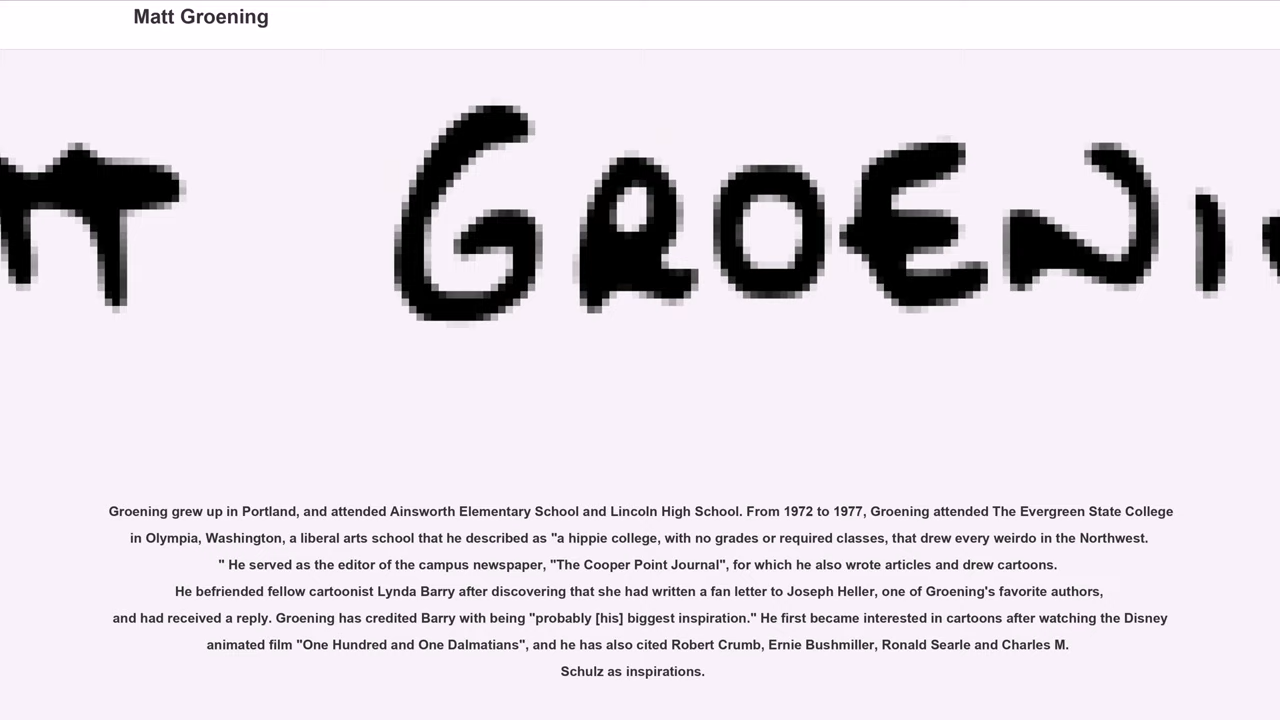 Matt Groening
TT GROENI
Groening grew up in Portland, and attended Ainsworth Elementary School and Lincoln High School. From 1972 to 1977, Groening attended The Evergreen State College
in Olympia, Washington, a liberal arts school that he described as "a hippie college, with no grades or required classes, that drew every weirdo in the Northwest.
" He served as the editor of the campus newspaper, "The Cooper Point Journal", for which he also wrote articles and drew cartoons.
He befriended fellow cartoonist Lynda Barry after discovering that she had written a fan letter to Joseph Heller, one of Groening's favorite authors,
and had received a reply. Groening has credited Barry with being "probably [his] biggest inspiration." He first became interested in cartoons after watching the Disney
animated film "One Hundred and One Dalmatians", and he has also cited Robert Crumb, Ernie Bushmiller, Ronald Searle and Charles M.
Schulz as inspirations.